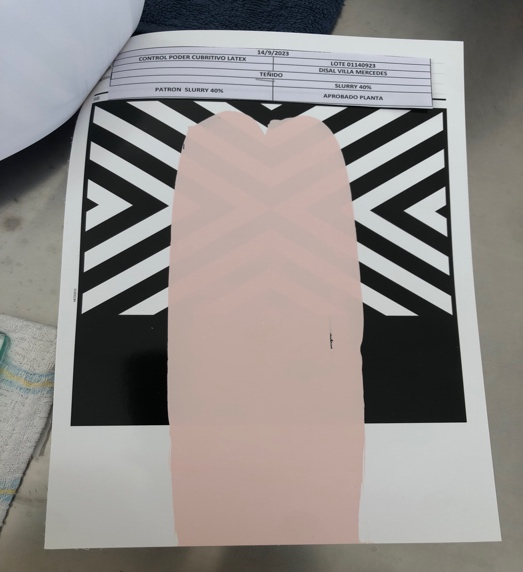 14/9/2023
CONTROL PODER CUBRITIVO LATEX
LOTE 01140923
DISAL VILLA MERCEDES
TEÑIDO
PATRON SLURRY 40%
SLURRY 40%
APROBADO PLANTA